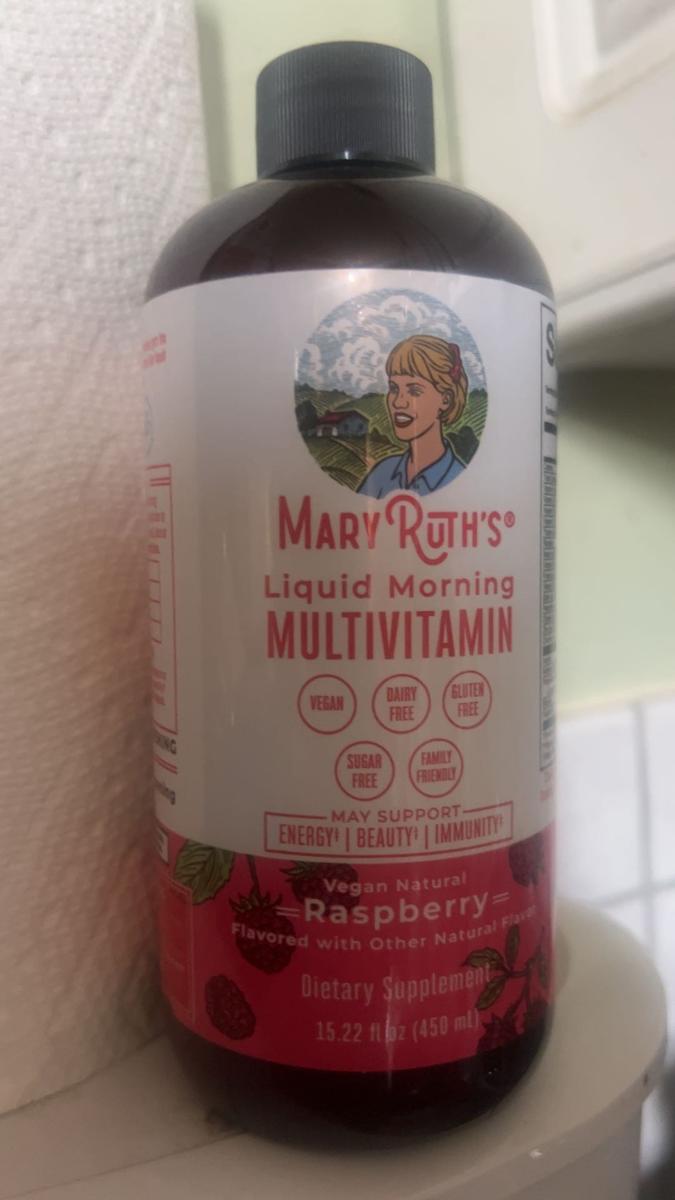 MARY RUTH'S®
Liquid Morning
MULTIVITAMIN
VEGAN
DAIRY
FREE
GLUTEN
FREE
SUGAR
FREE
FAMILY
FRIENDLY
MAY SUPPORT
ENERGY‡ | BEAUTY‡ | IMMUNITY‡
Vegan Natural
Raspberry
Flavored with Other Natural Flavor
Dietary Supplement
15.22 fl oz (450 mL)